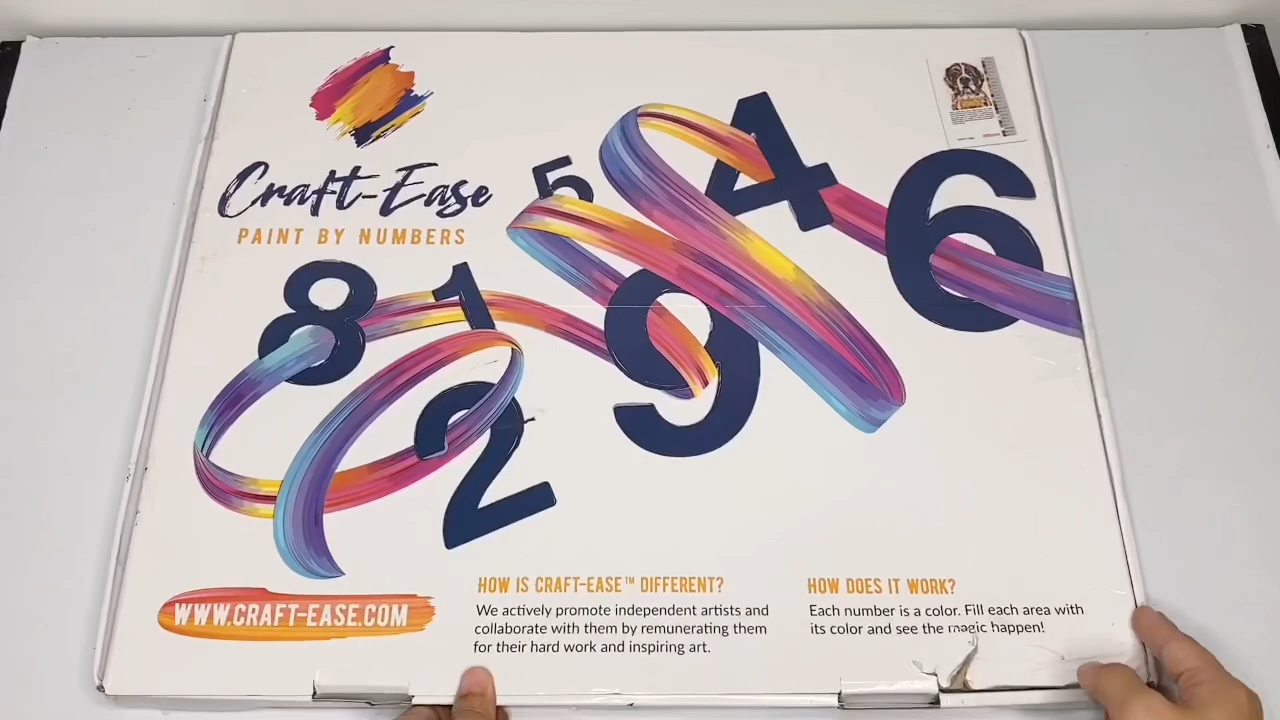 Craft-Ease
PAINT BY NUMBERS
5
4
6
8
1
9
2
WWW.CRAFT-EASE.COM
HOW IS CRAFT-EASE™ DIFFERENT?
We actively promote independent artists and
collaborate with them by remunerating them
for their hard work and inspiring art.
HOW DOES IT WORK?
Each number is a color. Fill each area with
its color and see the magic happen!